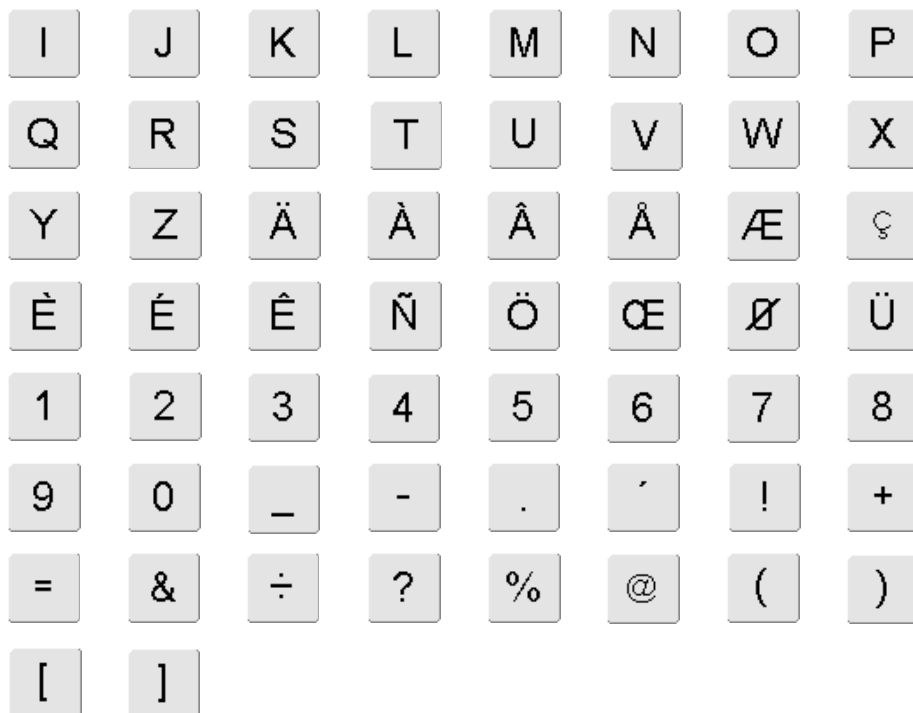 I J K L M N O P
Q R S T U V W X
Y Z Ä À Â Å Æ ç
È É Ê Ñ Ö Œ Ø Ü
1 2 3 4 5 6 7 8
9 0 _ - . ´ ! +
= & ÷ ? % @ ( )
[ ]